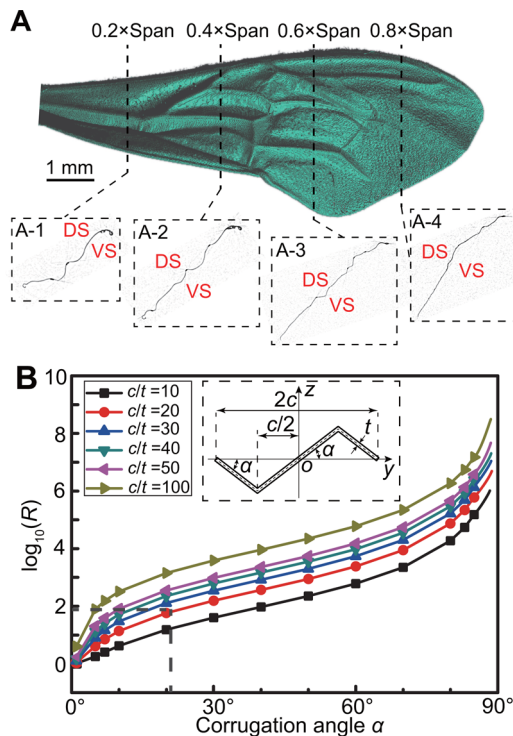 A
0.2×Span 0.4×Span 0.6×Span 0.8×Span
1 mm
A-1 DS VS
A-2 DS VS
A-3 DS VS
A-4 DS VS
B
10
8
6
4
2
0
log10(R)
c/t =10
c/t =20
c/t =30
c/t =40
c/t =50
c/t =100
z
2c
c/2
t
α
α
o
y
0° 30° 60° 90°
Corrugation angle α